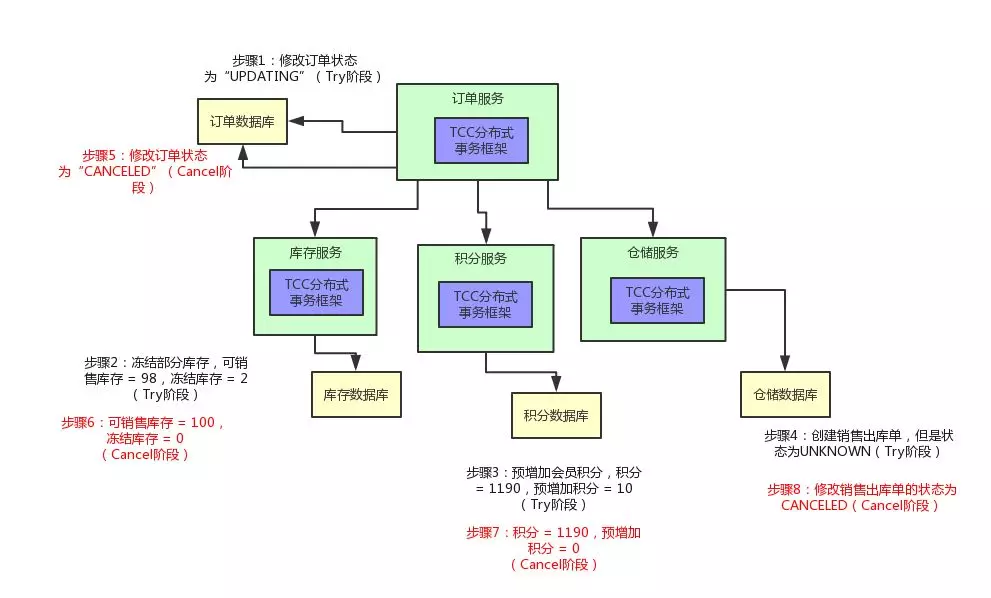 步骤1：修改订单状态
为“UPDATING”（Try阶段）
订单服务
订单数据库
TCC分布式
事务框架
步骤5：修改订单状态
为“CANCELED”（Cancel阶
段）
库存服务
TCC分布式
事务框架
积分服务
TCC分布式
事务框架
仓储服务
TCC分布式
事务框架
步骤2：冻结部分库存，可销
售库存 = 98，冻结库存 = 2
（Try阶段）
库存数据库
步骤6：可销售库存 = 100，
冻结库存 = 0
（Cancel阶段）
积分数据库
仓储数据库
步骤4：创建销售出库单，但是状
态为UNKNOWN（Try阶段）
步骤3：预增加会员积分，积分
= 1190，预增加积分 = 10
（Try阶段）
步骤8：修改销售出库单的状态为
CANCELED（Cancel阶段）
步骤7：积分 = 1190，预增加
积分 = 0
（Cancel阶段）